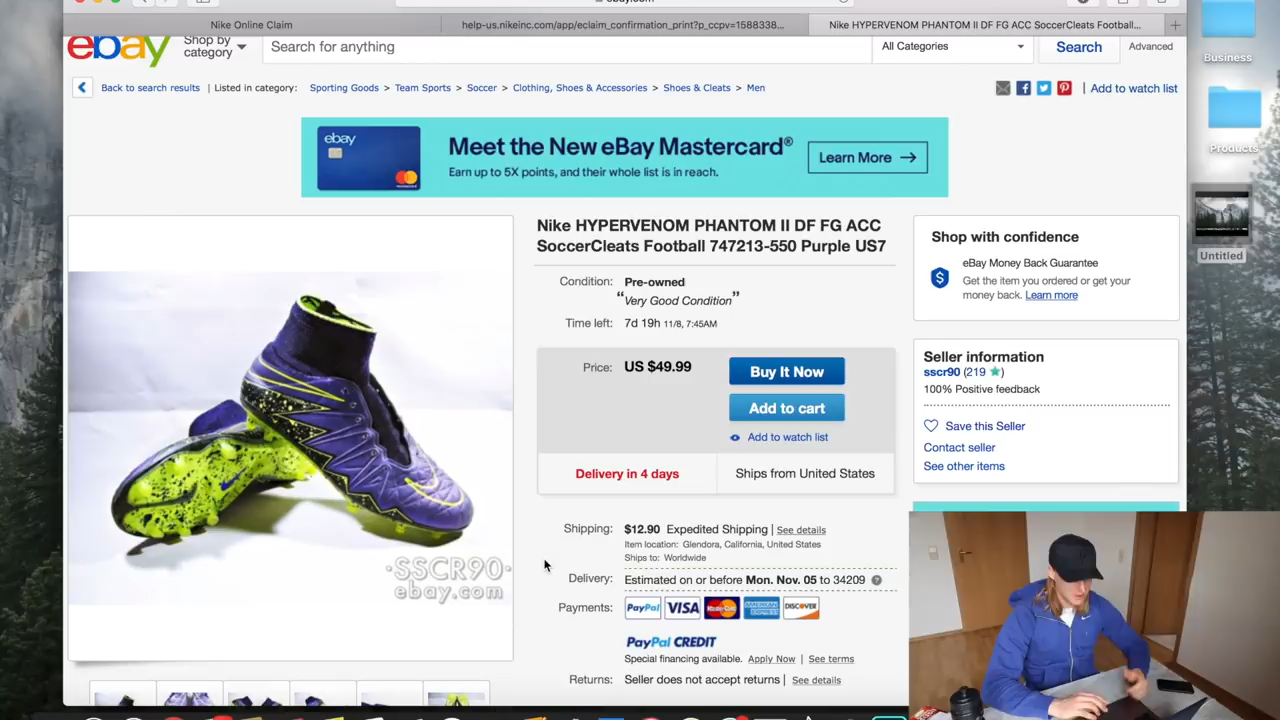 ebay.com
Nike Online Claim
help-us.nikeinc.com/app/eclaim_confirmation_print?p_ccpv=1588338...
Nike HYPERVENOM PHANTOM II DF FG ACC SoccerCleats Football...
ebay
Shop by
category
Search for anything
All Categories
Search
Advanced
Back to search results | Listed in category: Sporting Goods > Team Sports > Soccer > Clothing, Shoes & Accessories > Shoes & Cleats > Men
| Add to watch list
ebay
Meet the New eBay Mastercard®
Earn up to 5X points, and their whole list is in reach.
Learn More →
Nike HYPERVENOM PHANTOM II DF FG ACC
SoccerCleats Football 747213-550 Purple US7
Condition: Pre-owned
“Very Good Condition”
Time left: 7d 19h 11/8, 7:45AM
Price: US $49.99
Buy It Now
Add to cart
Add to watch list
Delivery in 4 days
Ships from United States
Shipping: $12.90 Expedited Shipping | See details
Item location: Glendora, California, United States
Ships to: Worldwide
Delivery: Estimated on or before Mon. Nov. 05 to 34209
Payments: PayPal VISA MasterCard AMERICAN EXPRESS DISCOVER
PayPal CREDIT
Special financing available. Apply Now | See terms
Returns: Seller does not accept returns | See details
·SSCR90·
ebay.com
Shop with confidence
eBay Money Back Guarantee
Get the item you ordered or get your
money back. Learn more
Seller information
sscr90 (219 ★)
100% Positive feedback
Save this Seller
Contact seller
See other items
Business
Products
Untitled